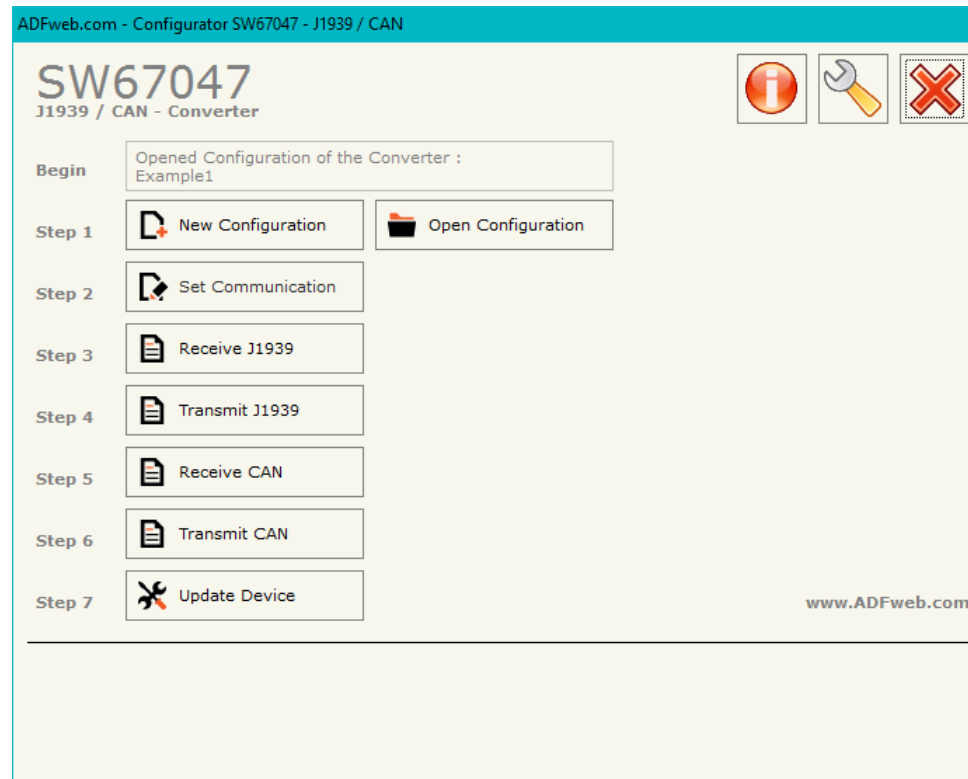 ADFweb.com - Configurator SW67047 - J1939 / CAN
SW67047
J1939 / CAN - Converter
Begin
Opened Configuration of the Converter :
Example1
Step 1
New Configuration
Open Configuration
Step 2
Set Communication
Step 3
Receive J1939
Step 4
Transmit J1939
Step 5
Receive CAN
Step 6
Transmit CAN
Step 7
Update Device
www.ADFweb.com